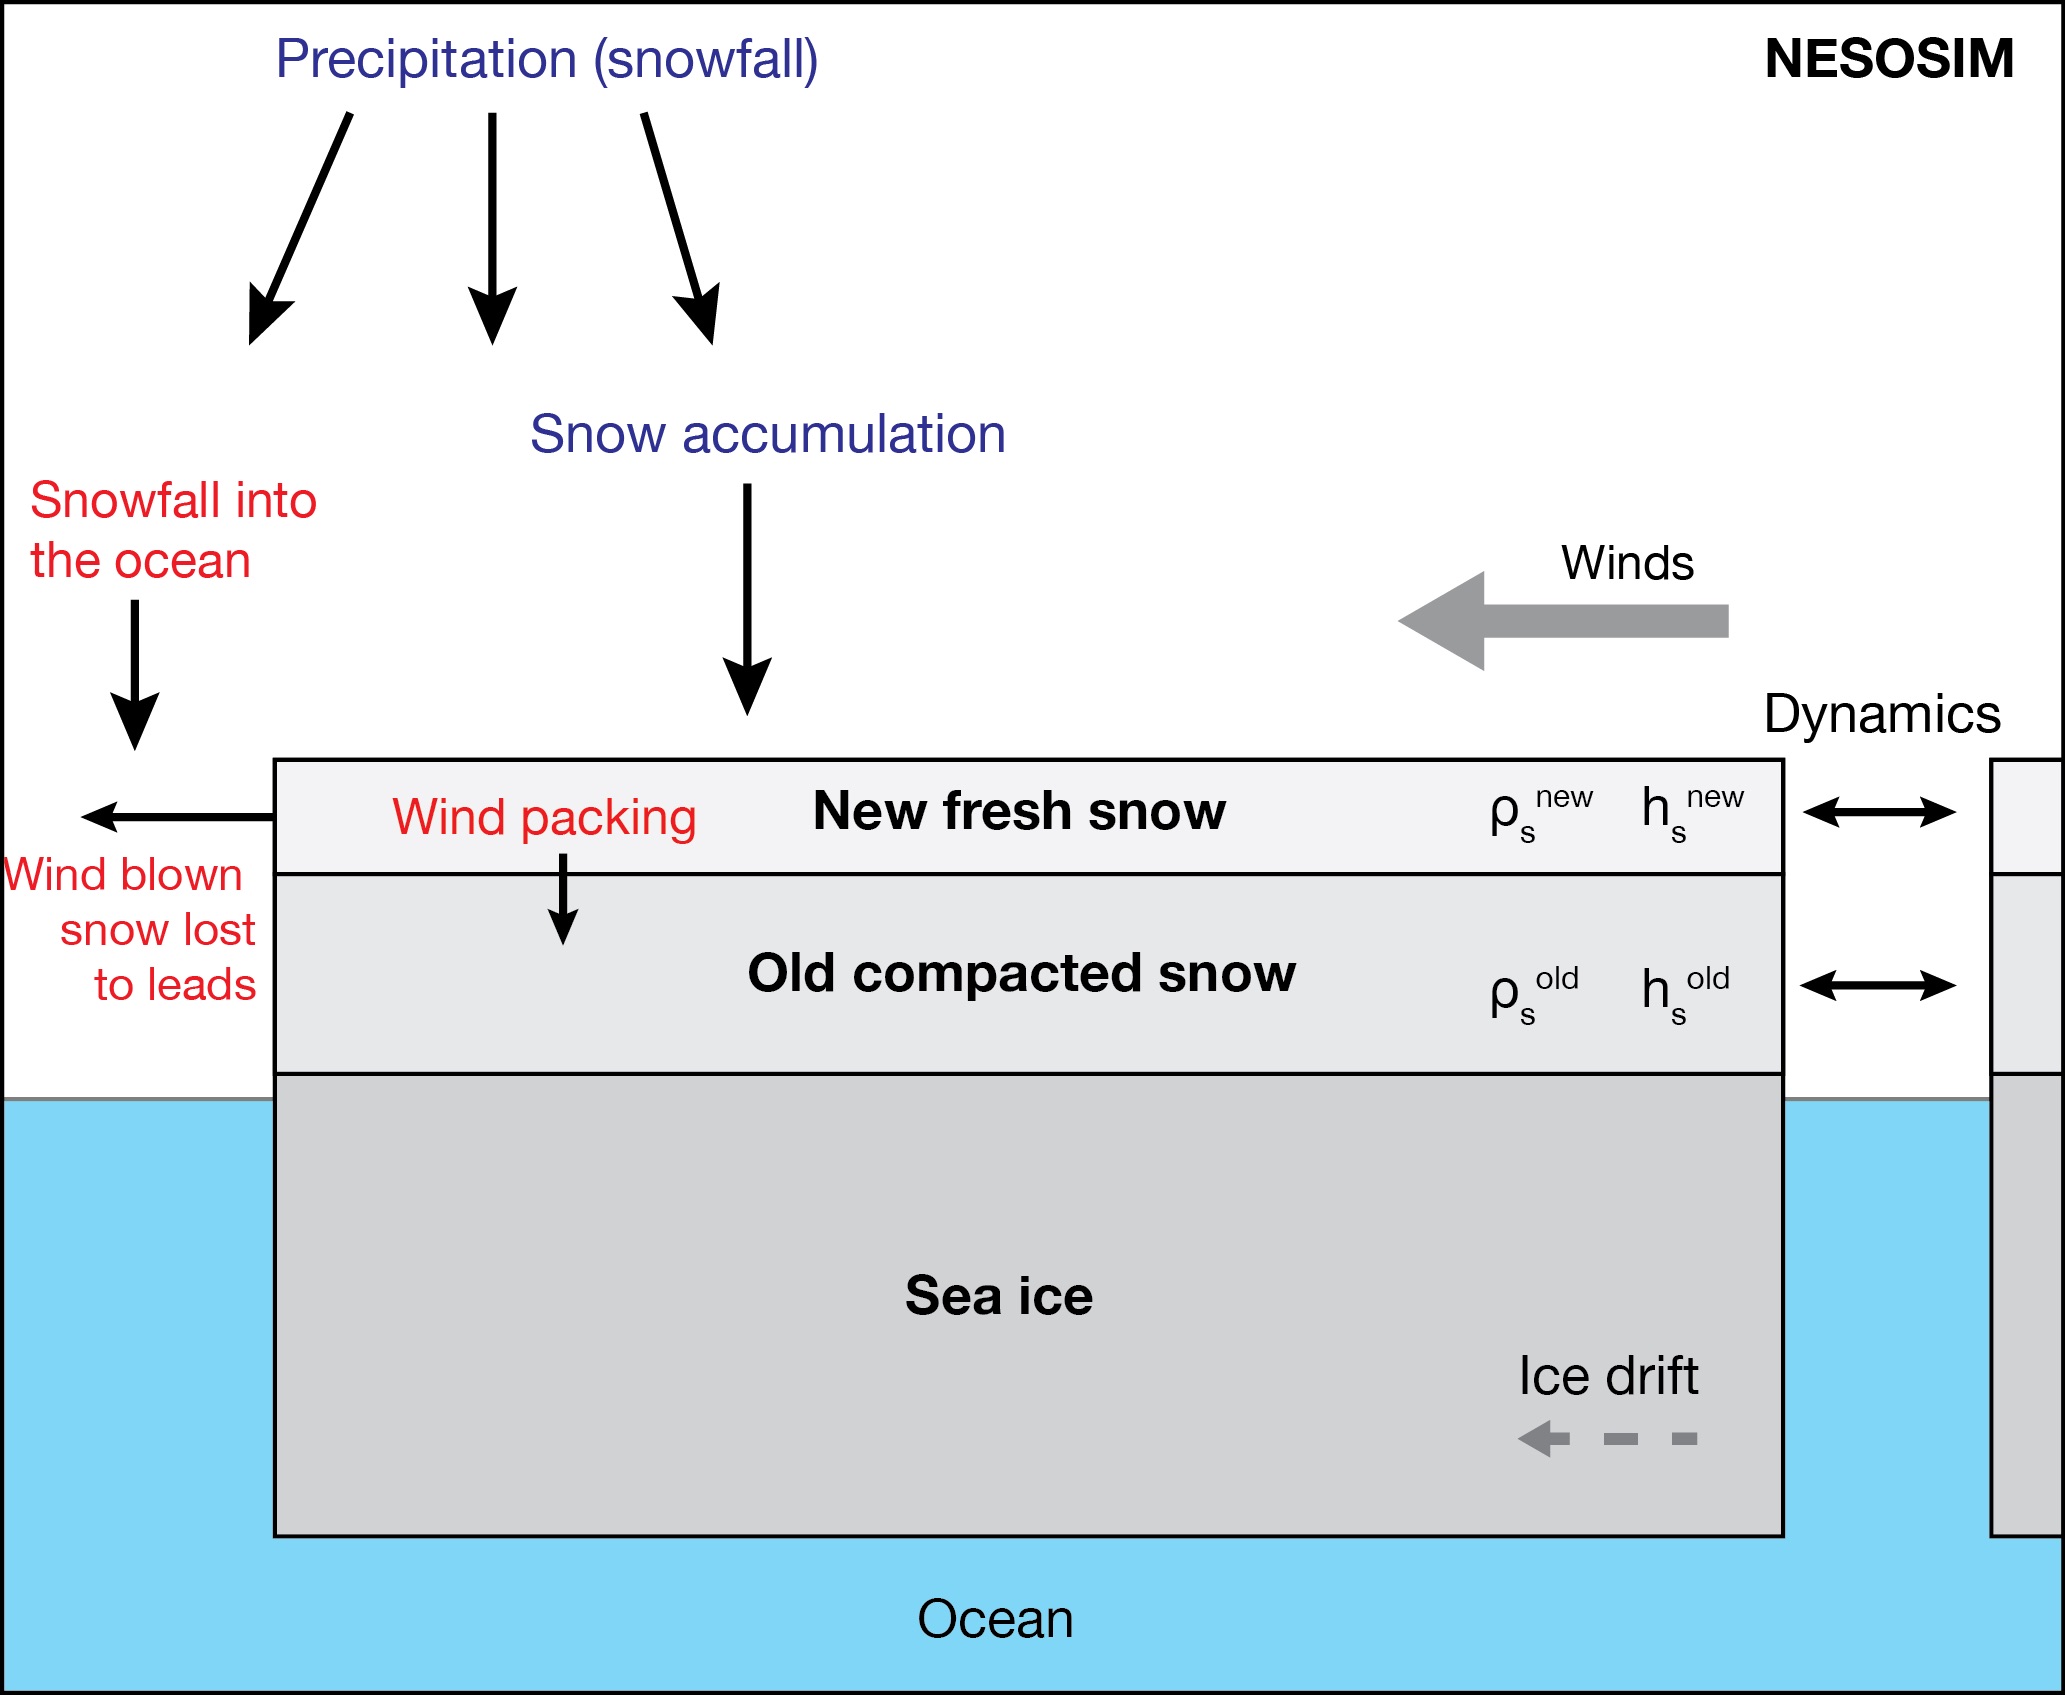 Precipitation (snowfall)
NESOSIM
Snow accumulation
Snowfall into
the ocean
Winds
Dynamics
Wind packing
New fresh snow
ρₛⁿᵉʷ hₛⁿᵉʷ
Wind blown
snow lost
to leads
Old compacted snow
ρₛᵒˡᵈ hₛᵒˡᵈ
Sea ice
Ice drift
Ocean